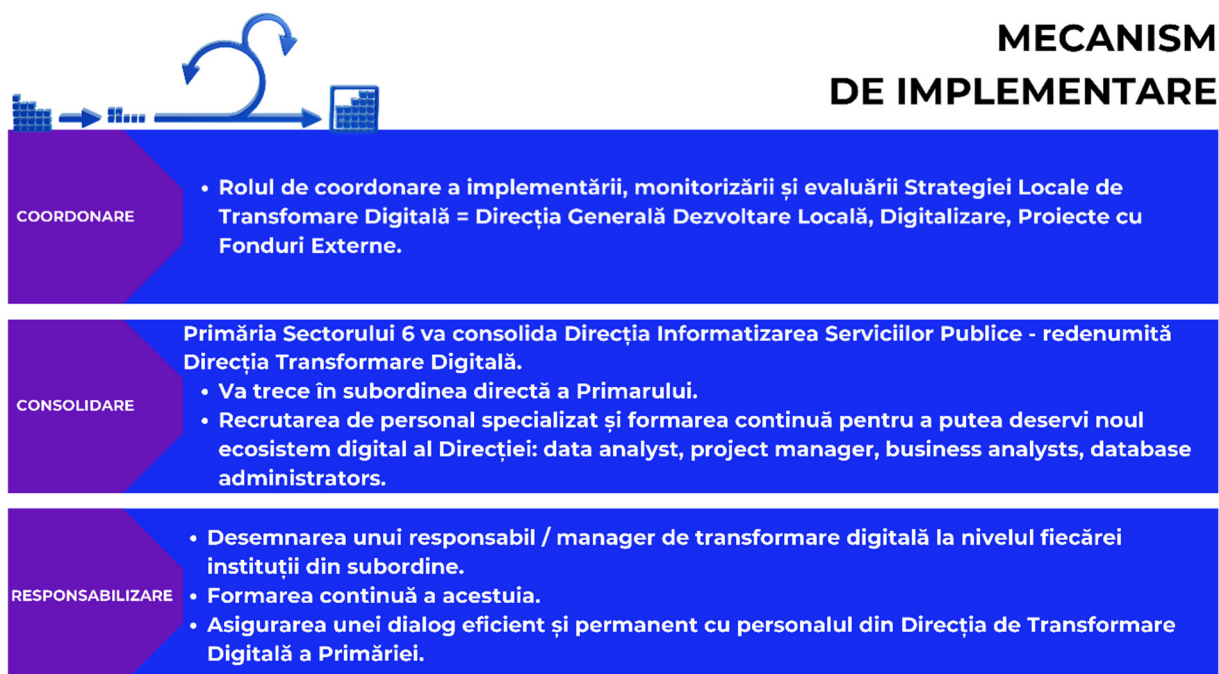 MECANISM
DE IMPLEMENTARE
COORDONARE
• Rolul de coordonare a implementării, monitorizării și evaluării Strategiei Locale de
Transfomare Digitală = Direcția Generală Dezvoltare Locală, Digitalizare, Proiecte cu
Fonduri Externe.
CONSOLIDARE
Primăria Sectorului 6 va consolida Direcția Informatizarea Serviciilor Publice - redenumită
Direcția Transformare Digitală.
• Va trece în subordinea directă a Primarului.
• Recrutarea de personal specializat și formarea continuă pentru a putea deservi noul
ecosistem digital al Direcției: data analyst, project manager, business analysts, database
administrators.
RESPONSABILIZARE
• Desemnarea unui responsabil / manager de transformare digitală la nivelul fiecărei
instituții din subordine.
• Formarea continuă a acestuia.
• Asigurarea unei dialog eficient și permanent cu personalul din Direcția de Transformare
Digitală a Primăriei.